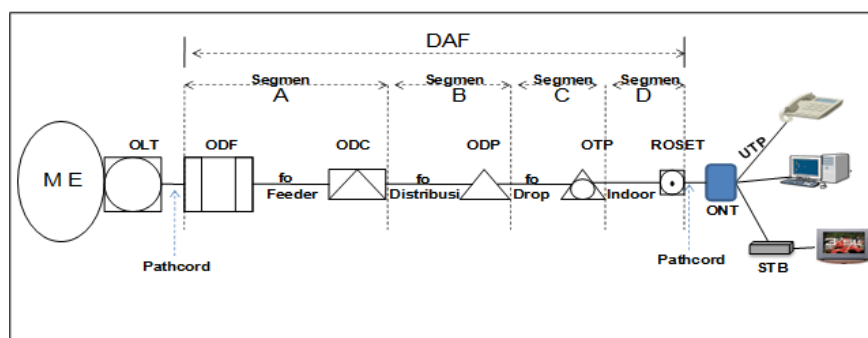 DAF
Segmen A
Segmen B
Segmen C
Segmen D
OLT
ODF
ODC
ODP
OTP
ROSET
UTP
M E
fo Feeder
fo Distribusi
fo Drop
Indoor
ONT
Pathcord
Pathcord
STB